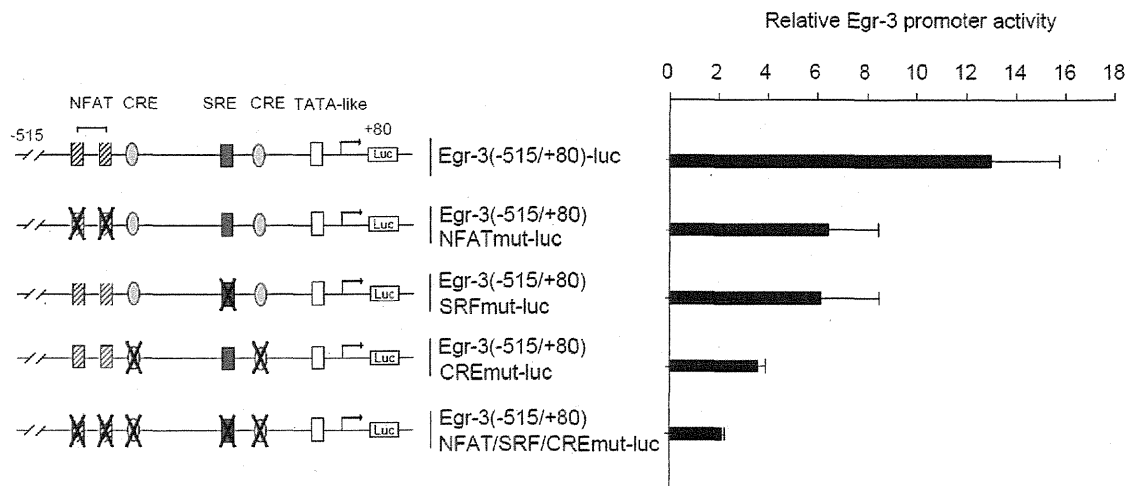 Relative Egr-3 promoter activity
0 2 4 6 8 10 12 14 16 18
NFAT CRE SRE CRE TATA-like
-515 +80
Luc Egr-3(-515/+80)-luc
Egr-3(-515/+80)
Luc NFATmut-luc
Egr-3(-515/+80)
Luc SRFmut-luc
Egr-3(-515/+80)
Luc CREmut-luc
Egr-3(-515/+80)
Luc NFAT/SRF/CREmut-luc